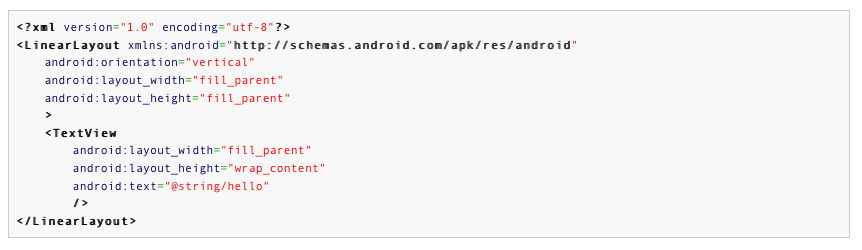 <?xml version="1.0" encoding="utf-8"?>
<LinearLayout xmlns:android="http://schemas.android.com/apk/res/android"
    android:orientation="vertical"
    android:layout_width="fill_parent"
    android:layout_height="fill_parent"
    >
    <TextView
        android:layout_width="fill_parent"
        android:layout_height="wrap_content"
        android:text="@string/hello"
        />
</LinearLayout>